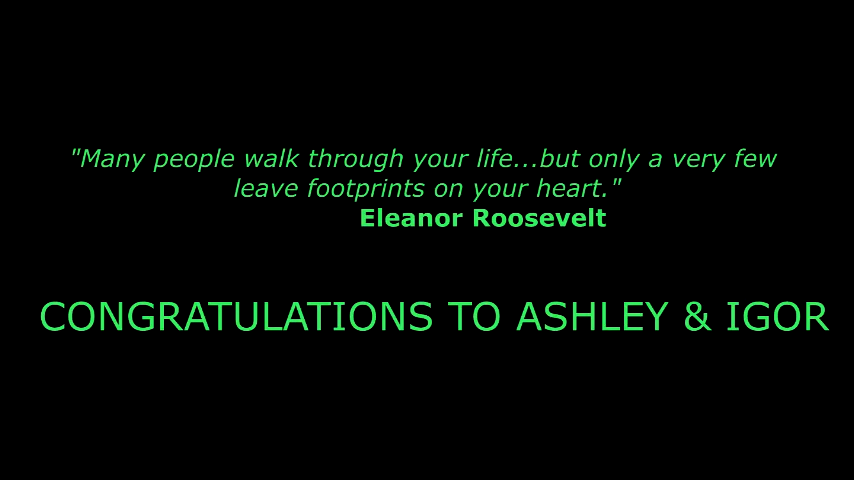 "Many people walk through your life...but only a very few
leave footprints on your heart."
Eleanor Roosevelt
CONGRATULATIONS TO ASHLEY & IGOR